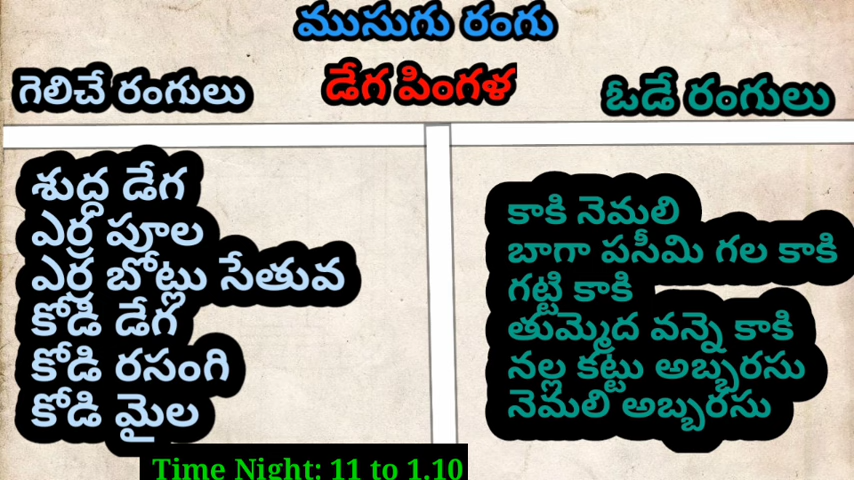 ముసుగు రంగు
గెలిచే రంగులు
డేగ పింగళ
ఓడే రంగులు
శుద్ద డేగ
ఎర్ర పూల
ఎర్ర బోట్లు సేతువ
కోడి డేగ
కోడి రసంగి
కోడి మైల
కాకి నెమలి
బాగా పసీమి గల కాకి
గట్టి కాకి
తుమ్మెద వన్నె కాకి
నల్ల కట్టు అబ్బరసు
నెమలి అబ్బరసు
Time Night: 11 to 1.10